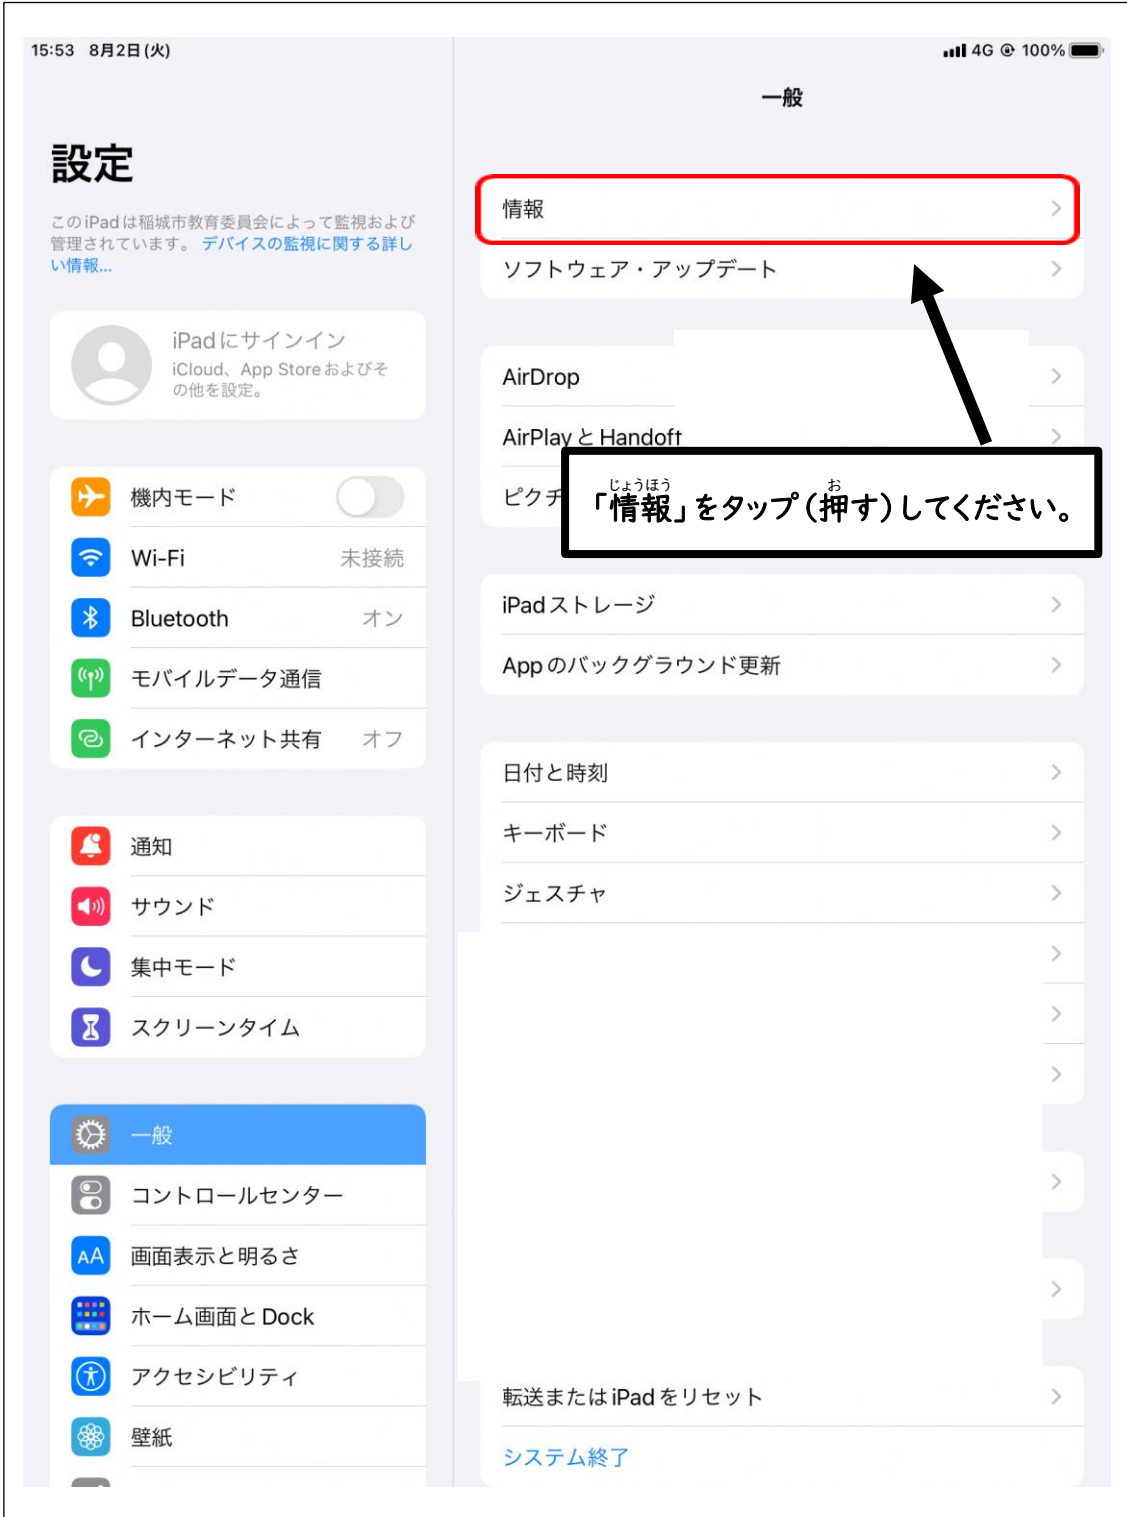 15:53 8月2日(火)
4G 100%
一般
設定
このiPadは稲城市教育委員会によって監視および
管理されています。デバイスの監視に関する詳し
い情報...
iPadにサインイン
iCloud、App Storeおよびそ
の他を設定。
機内モード
Wi-Fi 未接続
Bluetooth オン
モバイルデータ通信
インターネット共有 オフ
通知
サウンド
集中モード
スクリーンタイム
一般
コントロールセンター
AA 画面表示と明るさ
ホーム画面とDock
アクセシビリティ
壁紙
情報
ソフトウェア・アップデート
AirDrop
AirPlayとHandoff
ピクチ
じょうほう お
「情報」をタップ(押す)してください。
iPadストレージ
Appのバックグラウンド更新
日付と時刻
キーボード
ジェスチャ
転送またはiPadをリセット
システム終了